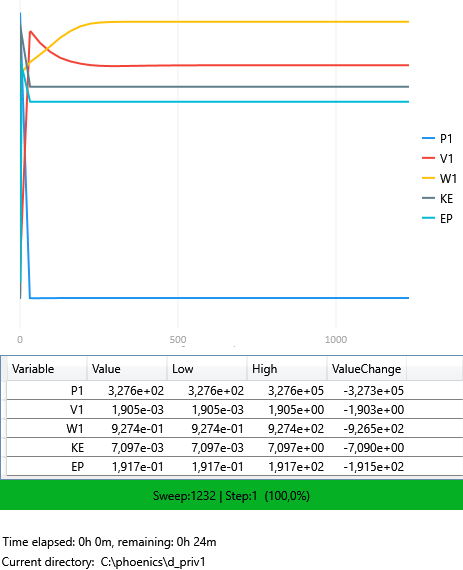 P1
V1
W1
KE
EP
0 500 1000
Variable Value Low High ValueChange
P1 3,276e+02 3,276e+02 3,276e+05 -3,273e+05
V1 1,905e-03 1,905e-03 1,905e+00 -1,903e+00
W1 9,274e-01 9,274e-01 9,274e+02 -9,265e+02
KE 7,097e-03 7,097e-03 7,097e+00 -7,090e+00
EP 1,917e-01 1,917e-01 1,917e+02 -1,915e+02
Sweep:1232 | Step:1 (100,0%)
Time elapsed: 0h 0m, remaining: 0h 24m
Current directory: C:\phoenics\d_priv1